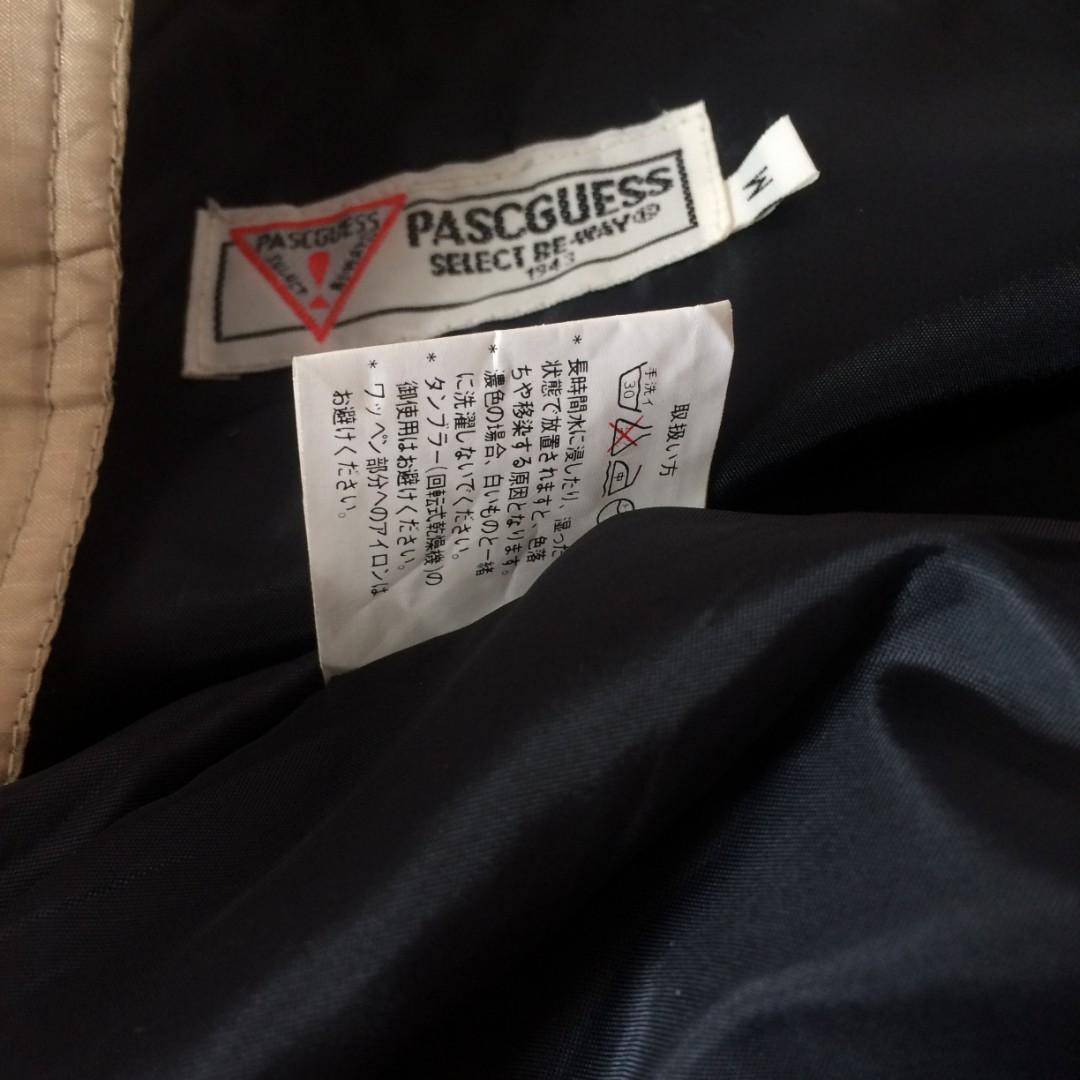 PASCGUESS
SELECT
PASCGUESS
SELECT BE-WAY®
1943
M
取扱い方
手洗イ
30
中
* 長時間水に浸したり、湿った
状態で放置されますと、色落
ちや移染する原因となります。
* 濃色の場合、白いものと一緒
に洗濯しないでください。
* タンブラー(回転式乾燥機)の
御使用はお避けください。
* ワッペン部分へのアイロンは
お避けください。